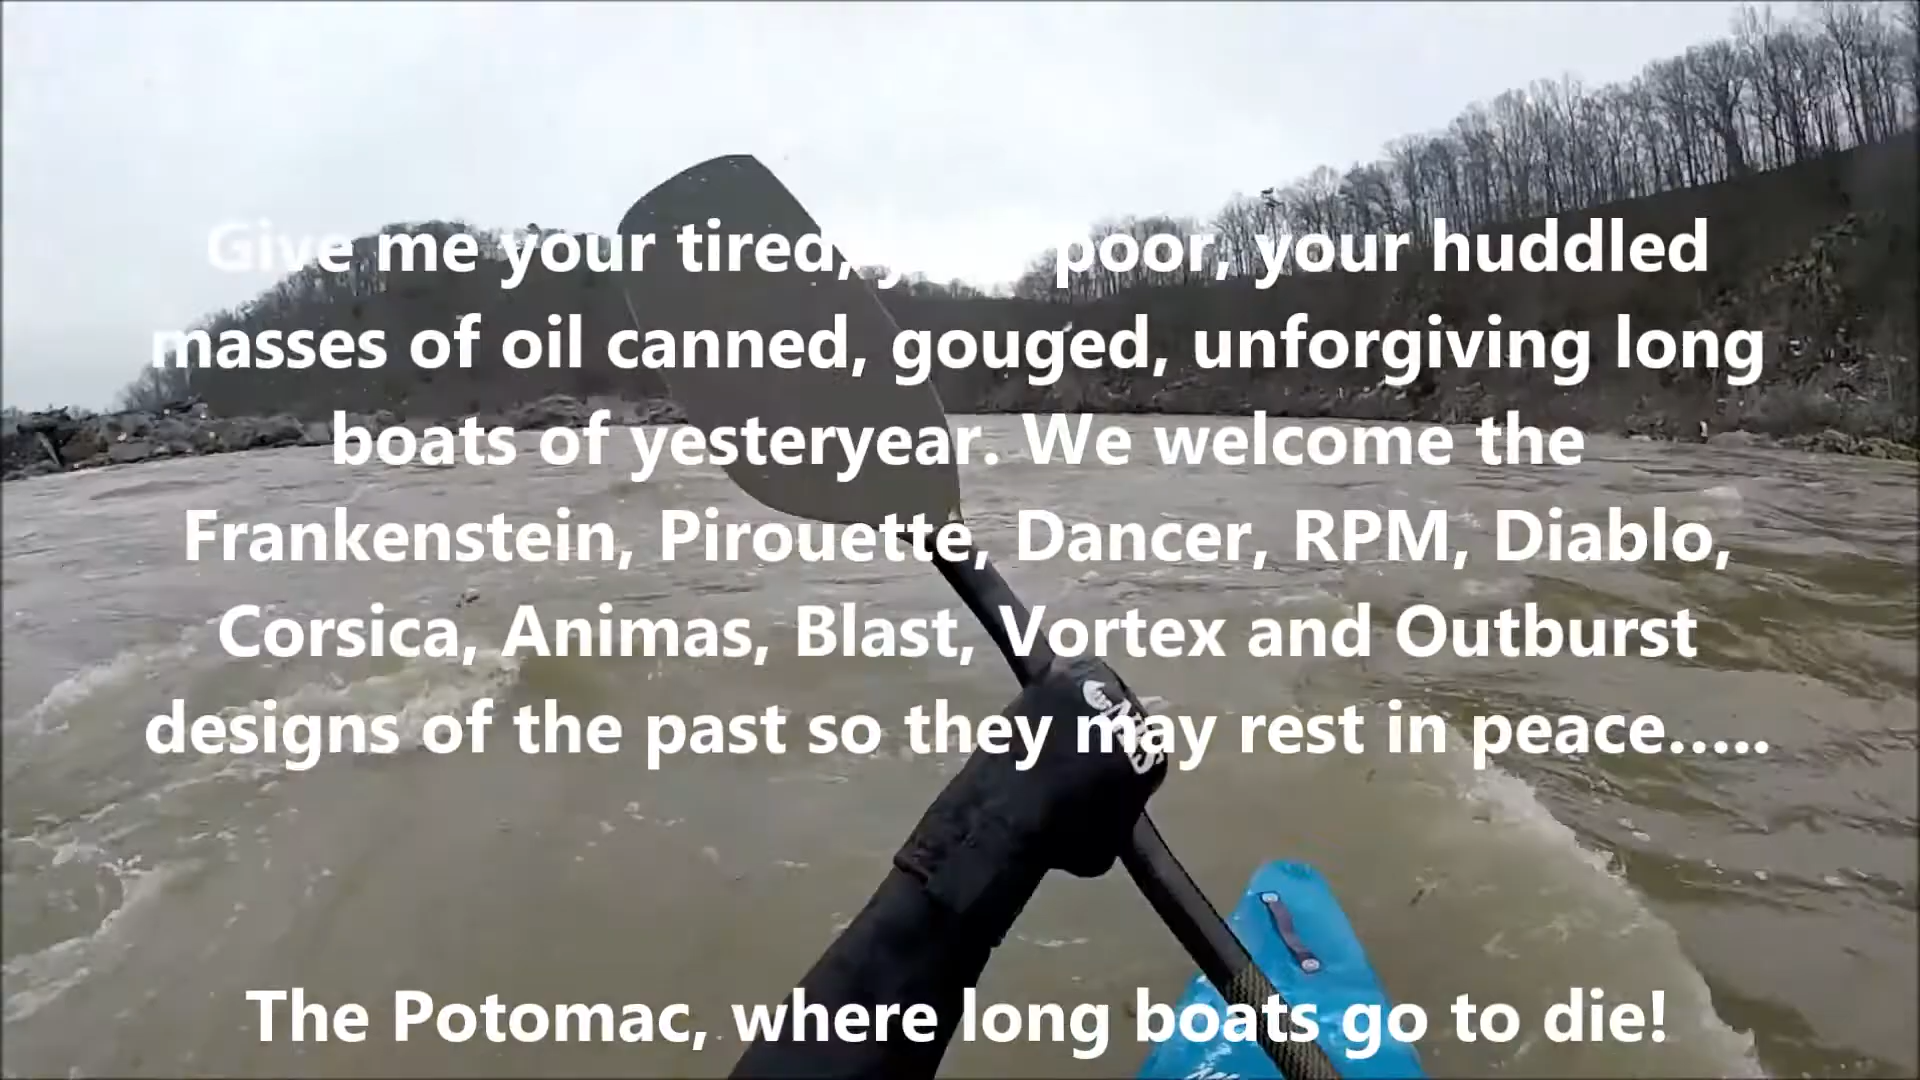 Give me your tired, your poor, your huddled
masses of oil canned, gouged, unforgiving long
boats of yesteryear. We welcome the
Frankenstein, Pirouette, Dancer, RPM, Diablo,
Corsica, Animas, Blast, Vortex and Outburst
designs of the past so they may rest in peace…..
NRS
The Potomac, where long boats go to die!